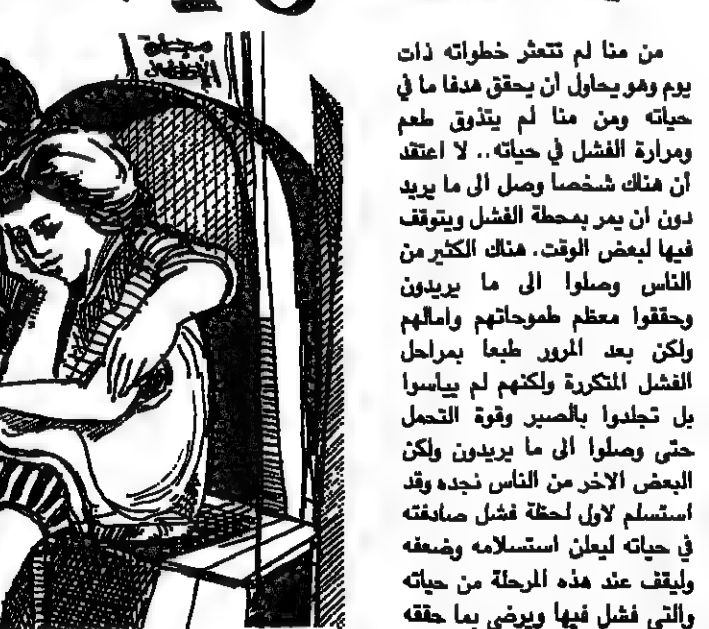 من منا لم تتعثر خطواته ذات
يوم وهو يحاول أن يحقق هدفا ما في
حياته ومن منا لم يتذوق طعم
ومرارة الفشل في حياته.. لا اعتقد
أن هناك شخصا وصل الى ما يريد
دون ان يمر بمحطة الفشل ويتوقف
فيها لبعض الوقت. هناك الكثير من
الناس وصلوا الى ما يريدون
وحققوا معظم طموحاتهم وامالهم
ولكن بعد المرور طبعا بمراحل
الفشل المتكررة ولكنهم لم ييأسوا
بل تجلدوا بالصبر وقوة التحمل
حتى وصلوا الى ما يريدون ولكن
البعض الاخر من الناس نجده وقد
استسلم لاول لحظة فشل صادفته
في حياته ليعلن استسلامه وضعفه
وليقف عند هذه المرحلة من حياته
والتي فشل فيها ويرضى بما حققه